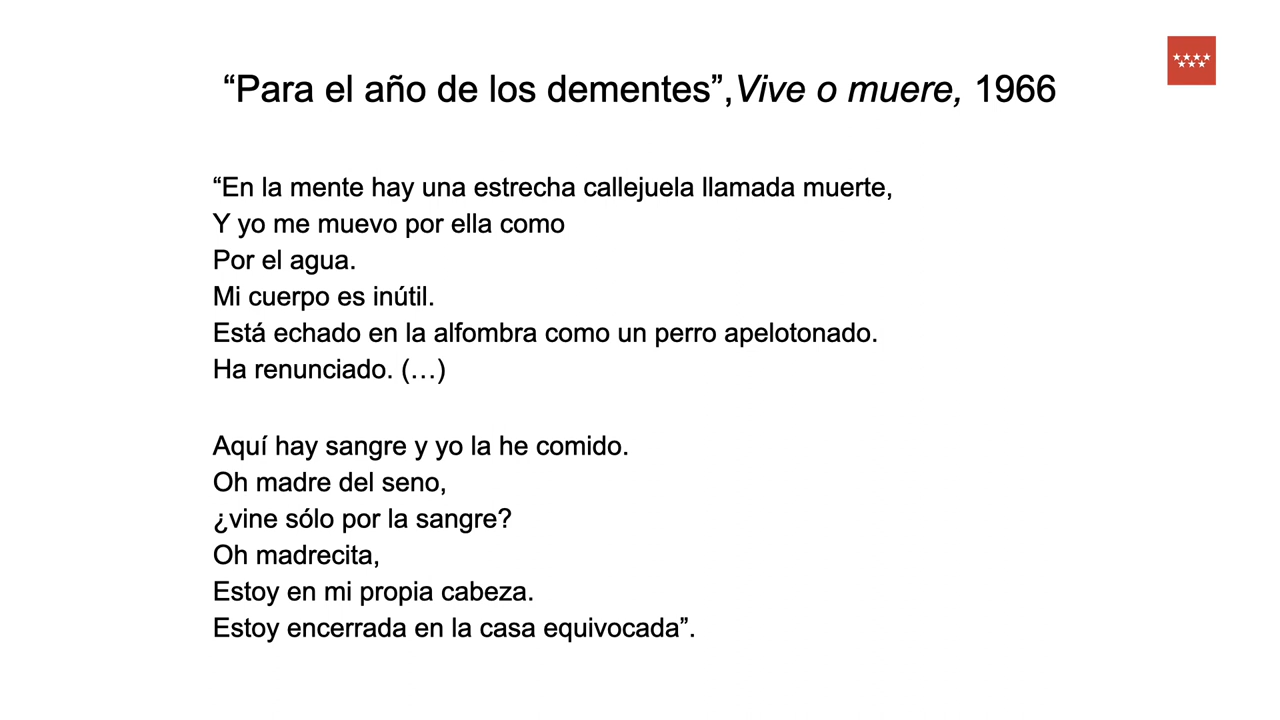 “Para el año de los dementes”,Vive o muere, 1966
“En la mente hay una estrecha callejuela llamada muerte,
Y yo me muevo por ella como
Por el agua.
Mi cuerpo es inútil.
Está echado en la alfombra como un perro apelotonado.
Ha renunciado. (…)
Aquí hay sangre y yo la he comido.
Oh madre del seno,
¿vine sólo por la sangre?
Oh madrecita,
Estoy en mi propia cabeza.
Estoy encerrada en la casa equivocada”.